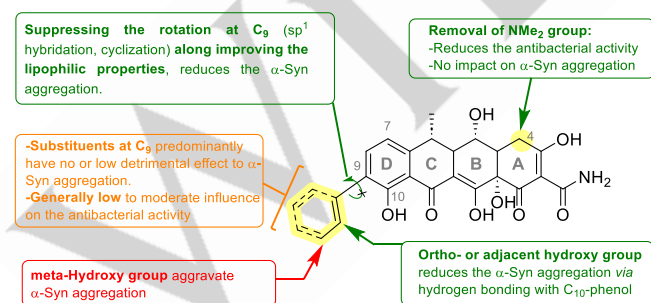 Suppressing the rotation at C9 (sp1
hybridation, cyclization) along improving the
lipophilic properties, reduces the α-Syn
aggregation.
Removal of NMe2 group:
-Reduces the antibacterial activity
-No impact on α-Syn aggregation
-Substituents at C9 predominantly
have no or low detrimental effect to α-
Syn aggregation.
-Generally low to moderate influence
on the antibacterial activity
7
OH
4
OH
9
D
C
B
A
10
NH2
OH
O
OH
OH
O
O
meta-Hydroxy group aggravate
α-Syn aggregation
Ortho- or adjacent hydroxy group
reduces the α-Syn aggregation via
hydrogen bonding with C10-phenol